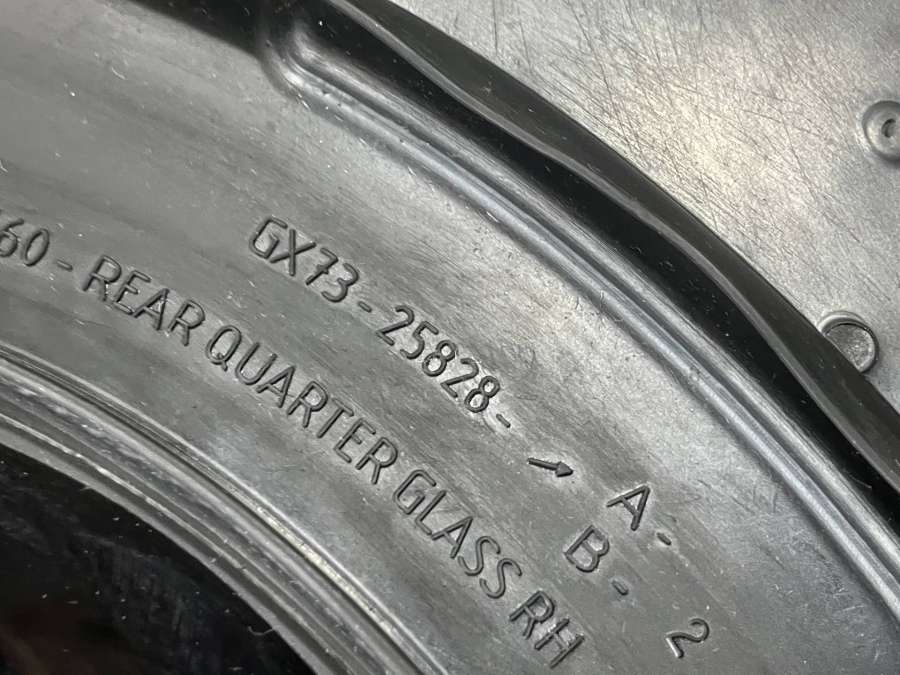 GX73 - 25828 -
A -
B -
2
60 - REAR QUARTER GLASS RH